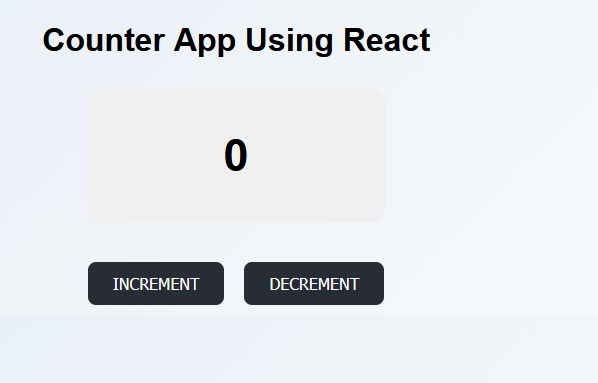 Counter App Using React
0
INCREMENT DECREMENT